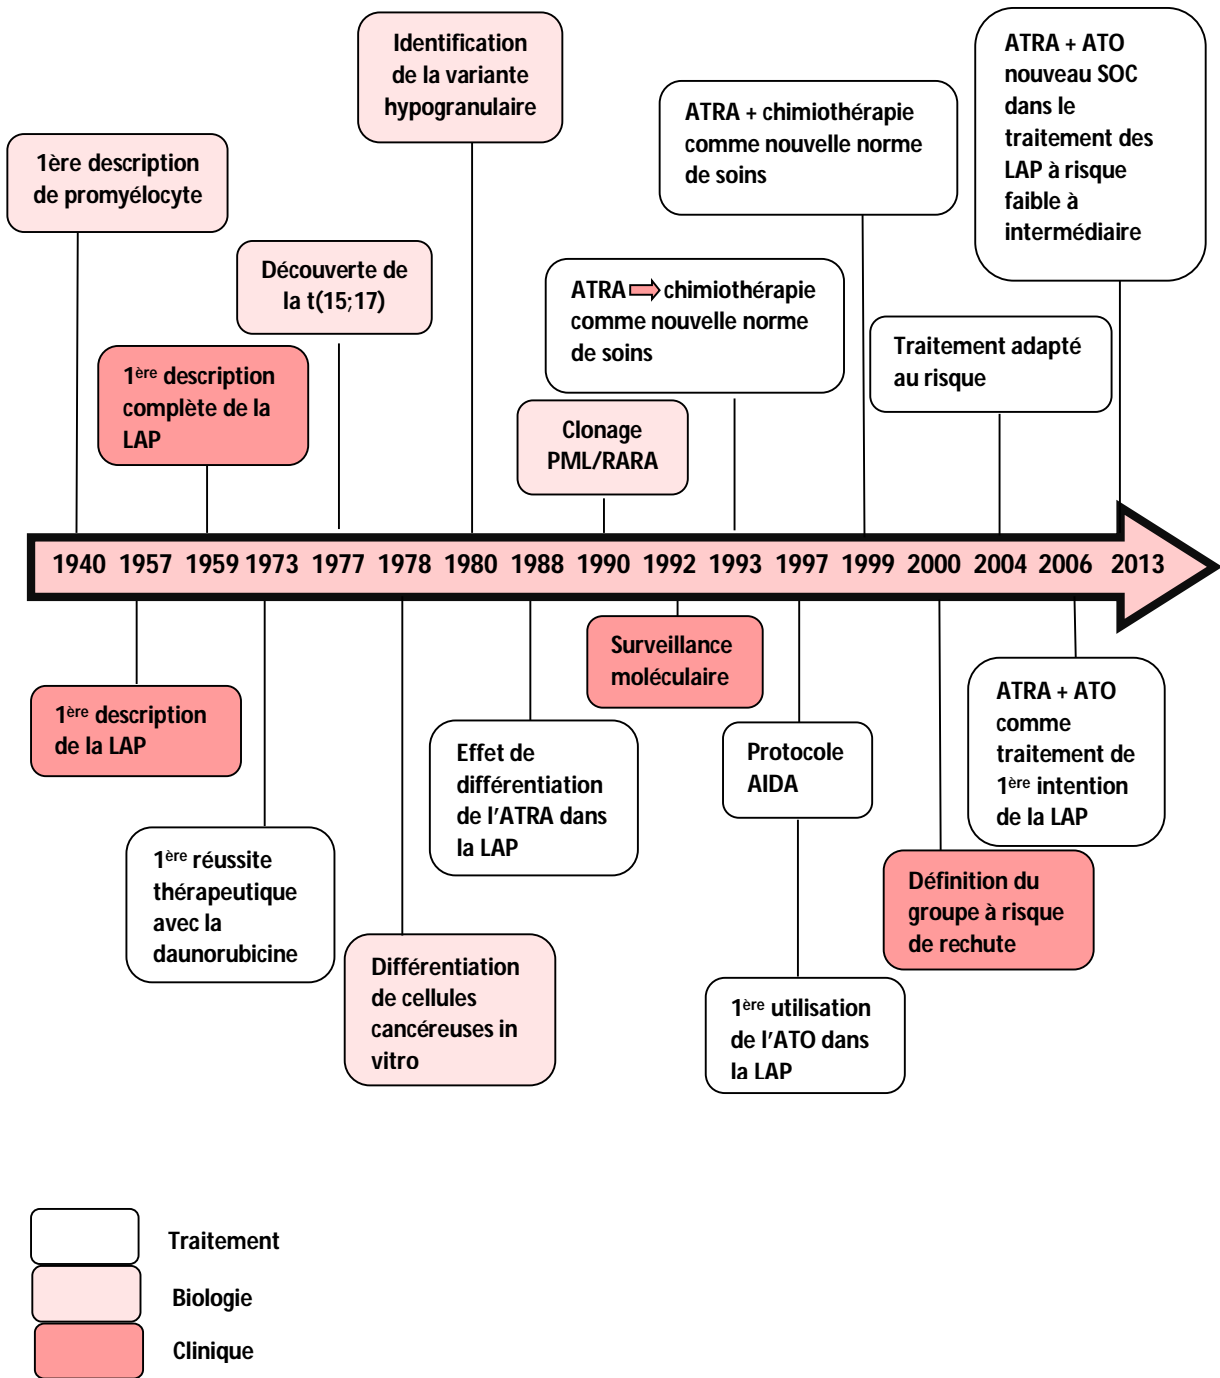 Identification
de la variante
hypogranulaire
ATRA + ATO
nouveau SOC
dans le
traitement des
LAP à risque
faible à
intermédiaire
ATRA + chimiothérapie
comme nouvelle norme
de soins
1ère description
de promyélocyte
Découverte de
la t(15;17)
ATRA chimiothérapie
comme nouvelle norme
de soins
Traitement adapté
au risque
1ère description
complète de la
LAP
Clonage
PML/RARA
1940 1957 1959 1973 1977 1978 1980 1988 1990 1992 1993 1997 1999 2000 2004 2006 2013
Surveillance
moléculaire
1ère description
de la LAP
ATRA + ATO
comme
traitement de
1ère intention
de la LAP
Effet de
différentiation
de l'ATRA dans
la LAP
Protocole
AIDA
1ère réussite
thérapeutique
avec la
daunorubicine
Définition du
groupe à risque
de rechute
Différentiation
de cellules
cancéreuses in
vitro
1ère utilisation
de l'ATO dans
la LAP
Traitement
Biologie
Clinique